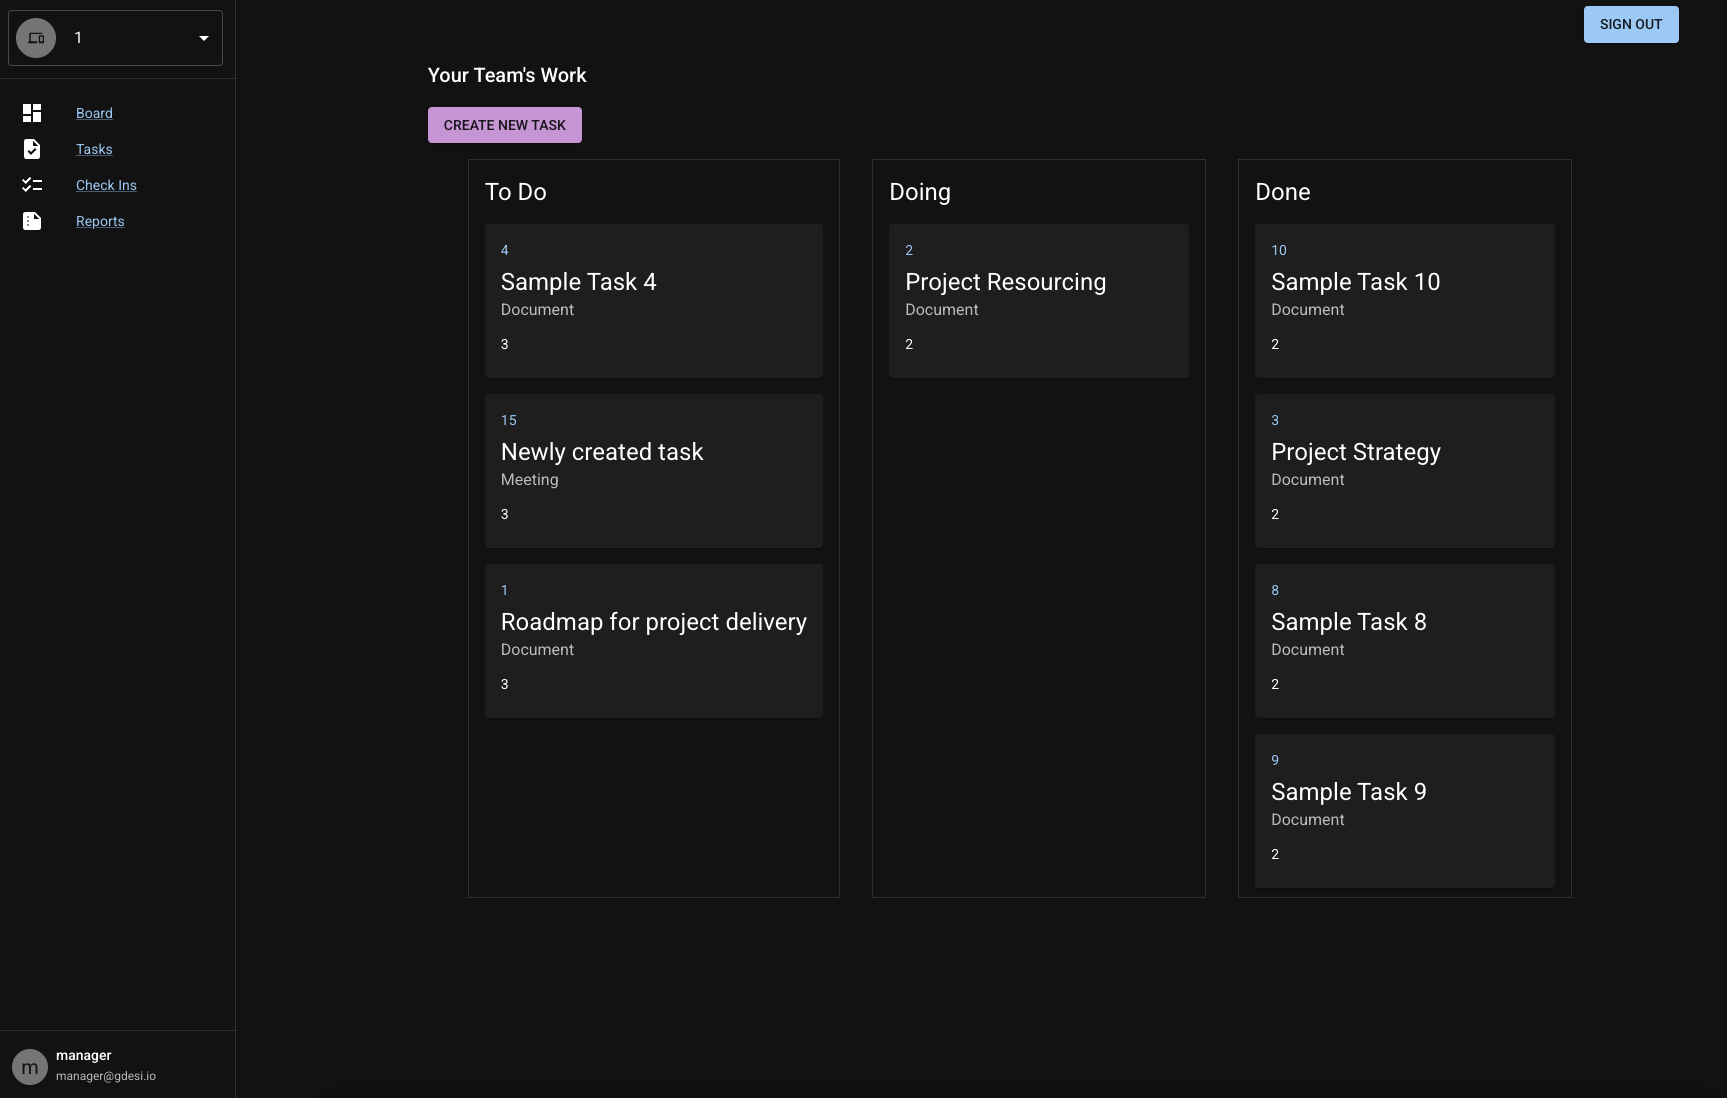 1
Board
Tasks
Check Ins
Reports
m
manager
manager@gdesi.io
SIGN OUT
Your Team's Work
CREATE NEW TASK
To Do
4
Sample Task 4
Document
3
15
Newly created task
Meeting
3
1
Roadmap for project delivery
Document
3
Doing
2
Project Resourcing
Document
2
Done
10
Sample Task 10
Document
2
3
Project Strategy
Document
2
8
Sample Task 8
Document
2
9
Sample Task 9
Document
2